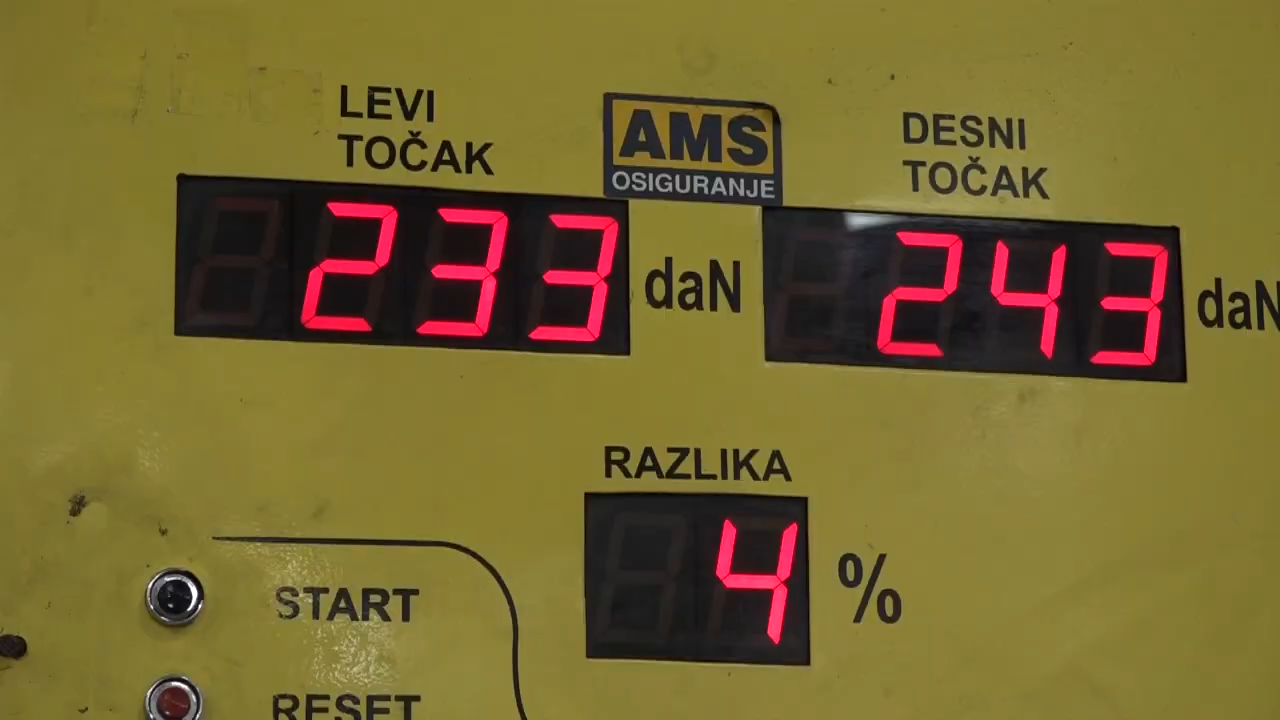 LEVI
TOČAK
AMS
OSIGURANJE
DESNI
TOČAK
233 daN
243 daN
RAZLIKA
4 %
START
RESET